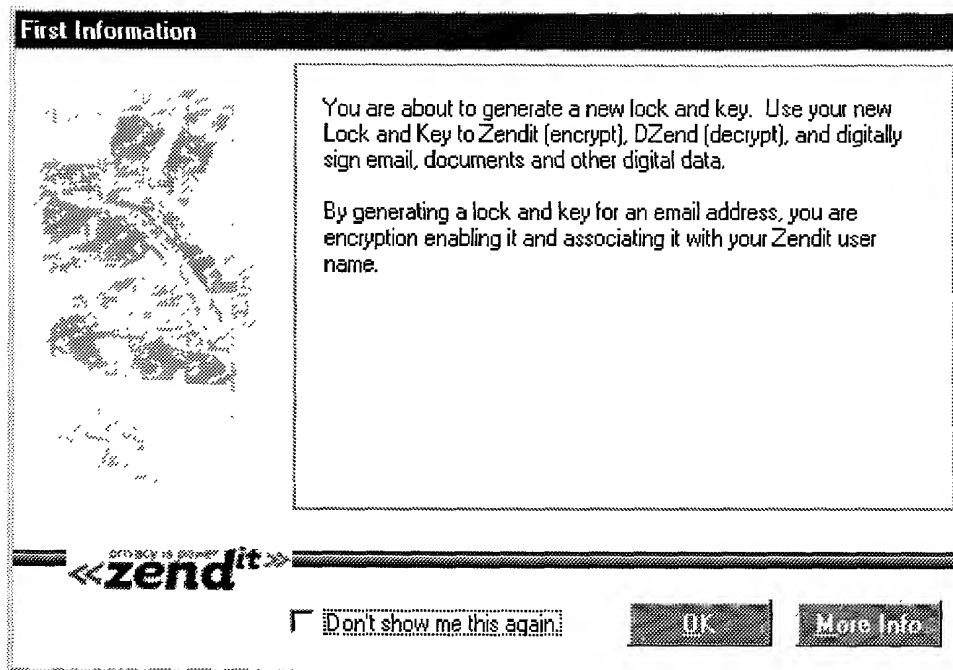 First Information
You are about to generate a new lock and key. Use your new
Lock and Key to Zendit (encrypt), DZend (decrypt), and digitally
sign email, documents and other digital data.
By generating a lock and key for an email address, you are
encryption enabling it and associating it with your Zendit user
name.
privacy is power
«zendit»
Don't show me this again.
OK
More Info